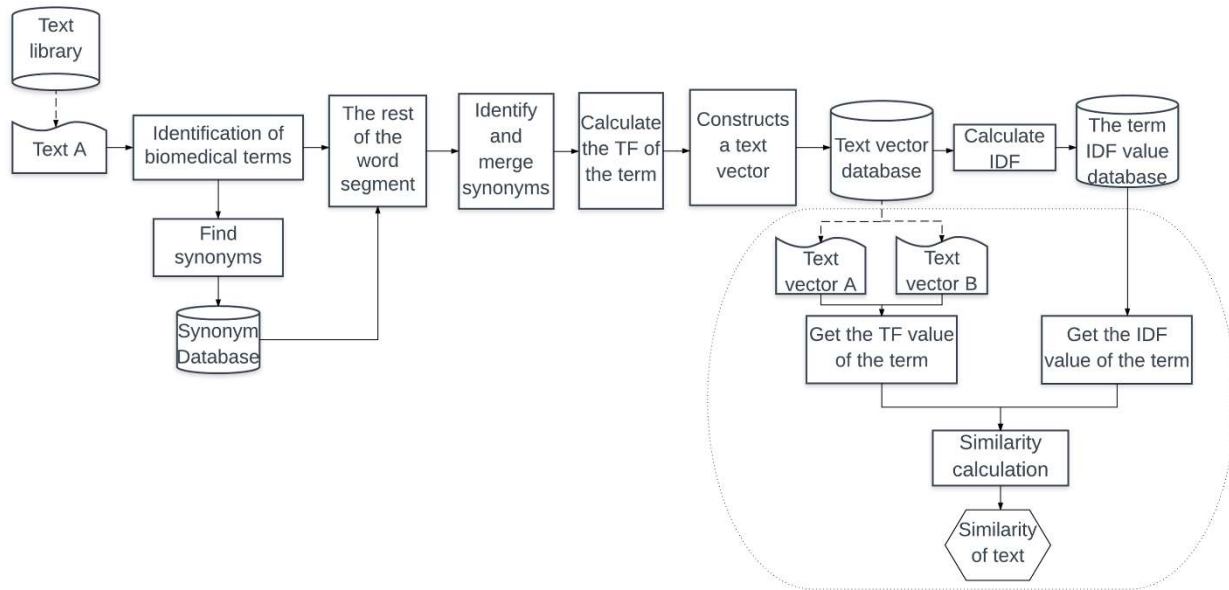 Text
library
Text A
Identification of
biomedical terms
Find
synonyms
Synonym
Database
The rest
of the
word
segment
Identify
and
merge
synonyms
Calculate
the TF of
the term
Constructs
a text
vector
Text vector
database
Calculate
IDF
The term
IDF value
database
Text
vector A
Text
vector B
Get the TF value
of the term
Get the IDF
value of the term
Similarity
calculation
Similarity
of text